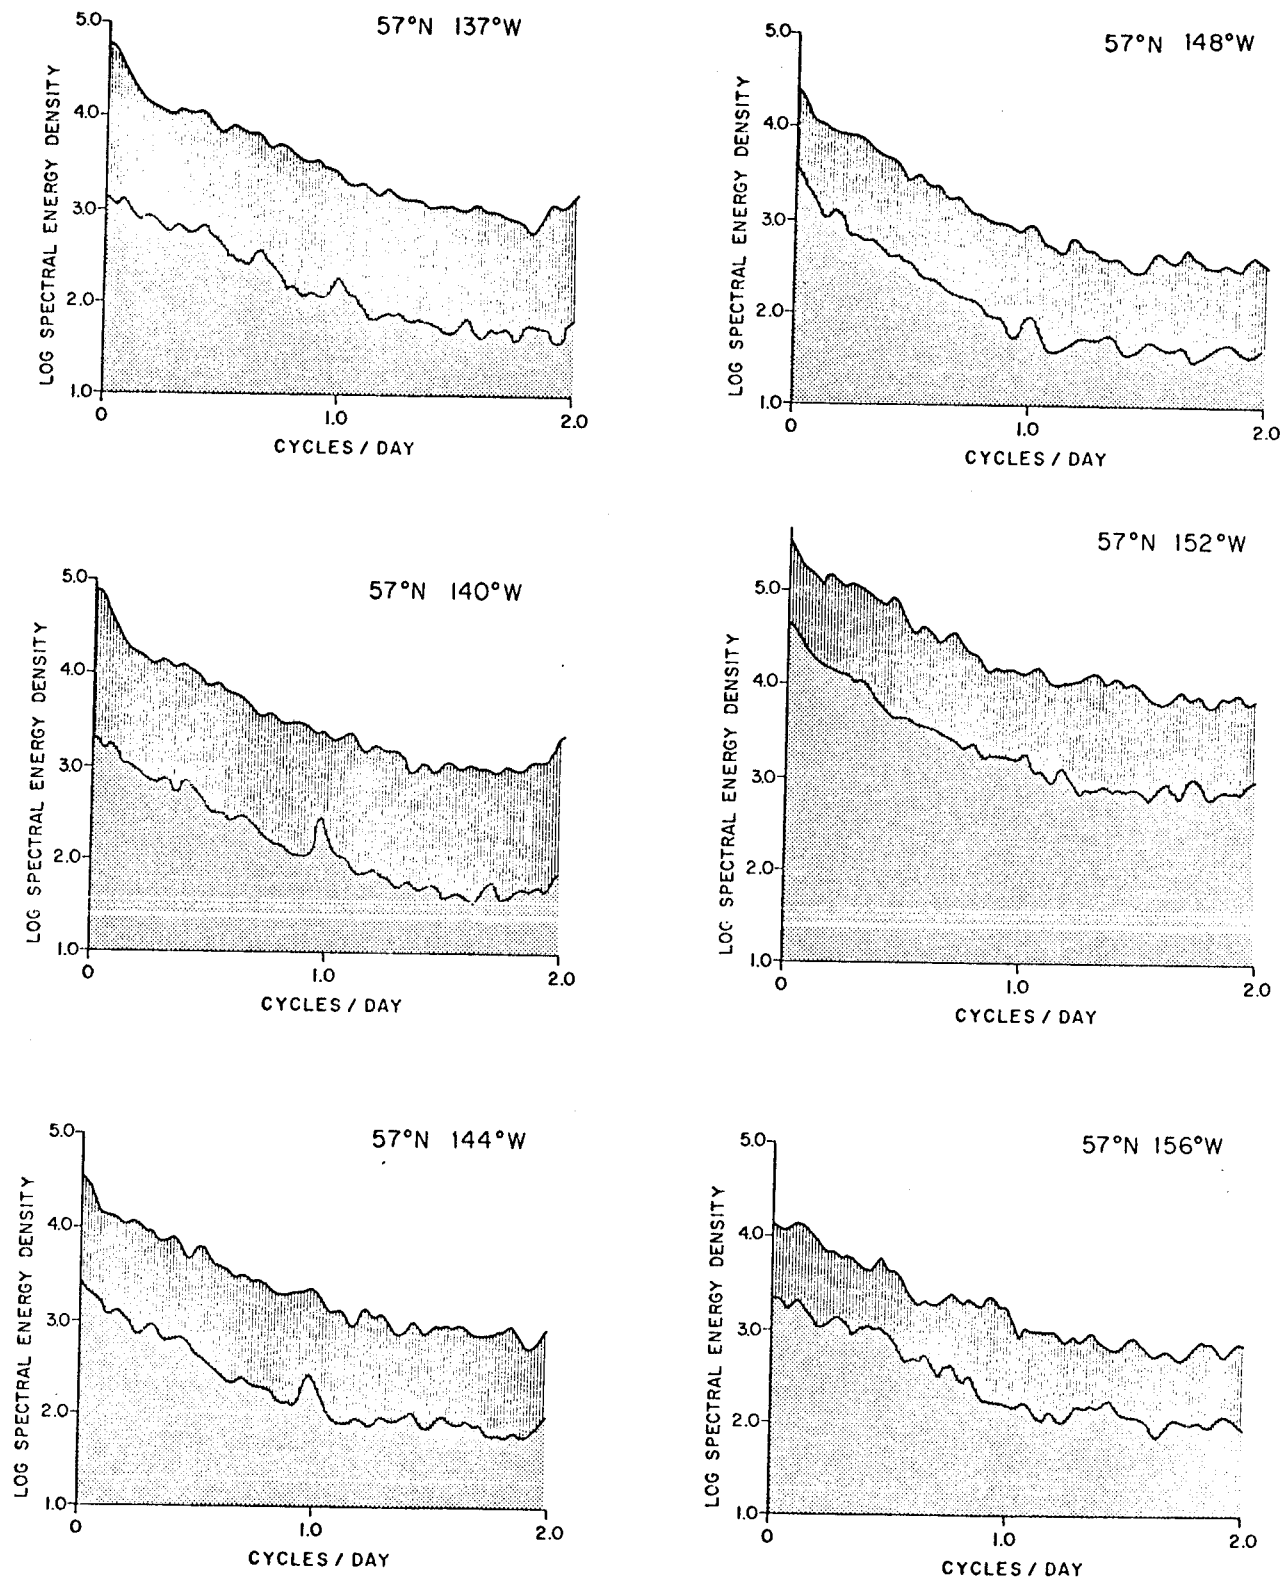 57°N 137°W
LOG SPECTRAL ENERGY DENSITY
5.0
4.0
3.0
2.0
1.0
0 1.0 2.0
CYCLES / DAY
57°N 148°W
LOG SPECTRAL ENERGY DENSITY
5.0
4.0
3.0
2.0
1.0
0 1.0 2.0
CYCLES / DAY
57°N 140°W
LOG SPECTRAL ENERGY DENSITY
5.0
4.0
3.0
2.0
1.0
0 1.0 2.0
CYCLES / DAY
57°N 152°W
LOG SPECTRAL ENERGY DENSITY
5.0
4.0
3.0
2.0
1.0
0 1.0 2.0
CYCLES / DAY
57°N 144°W
LOG SPECTRAL ENERGY DENSITY
5.0
4.0
3.0
2.0
1.0
0 1.0 2.0
CYCLES / DAY
57°N 156°W
LOG SPECTRAL ENERGY DENSITY
5.0
4.0
3.0
2.0
1.0
0 1.0 2.0
CYCLES / DAY